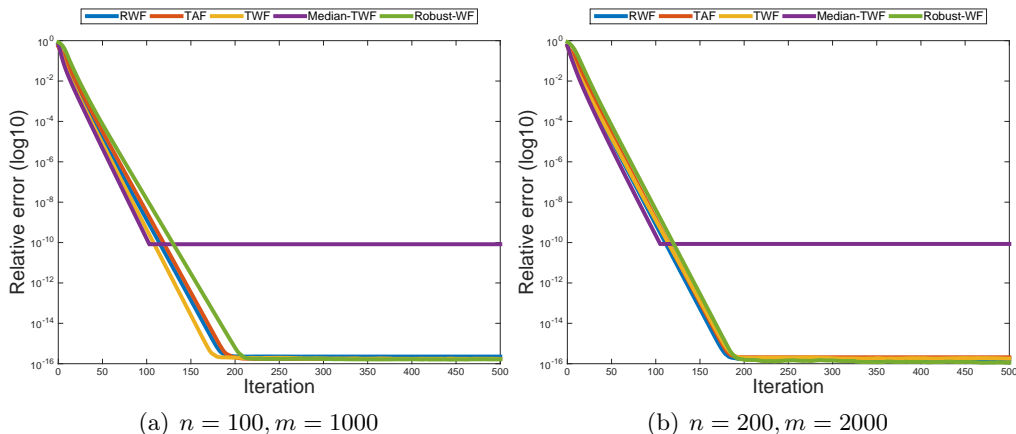 RWF TAF TWF Median-TWF Robust-WF
10^0
10^-2
10^-4
10^-6
10^-8
10^-10
10^-12
10^-14
10^-16
Relative error (log10)
0 50 100 150 200 250 300 350 400 450 500
Iteration
(a) n = 100, m = 1000
RWF TAF TWF Median-TWF Robust-WF
10^0
10^-2
10^-4
10^-6
10^-8
10^-10
10^-12
10^-14
10^-16
Relative error (log10)
0 50 100 150 200 250 300 350 400 450 500
Iteration
(b) n = 200, m = 2000